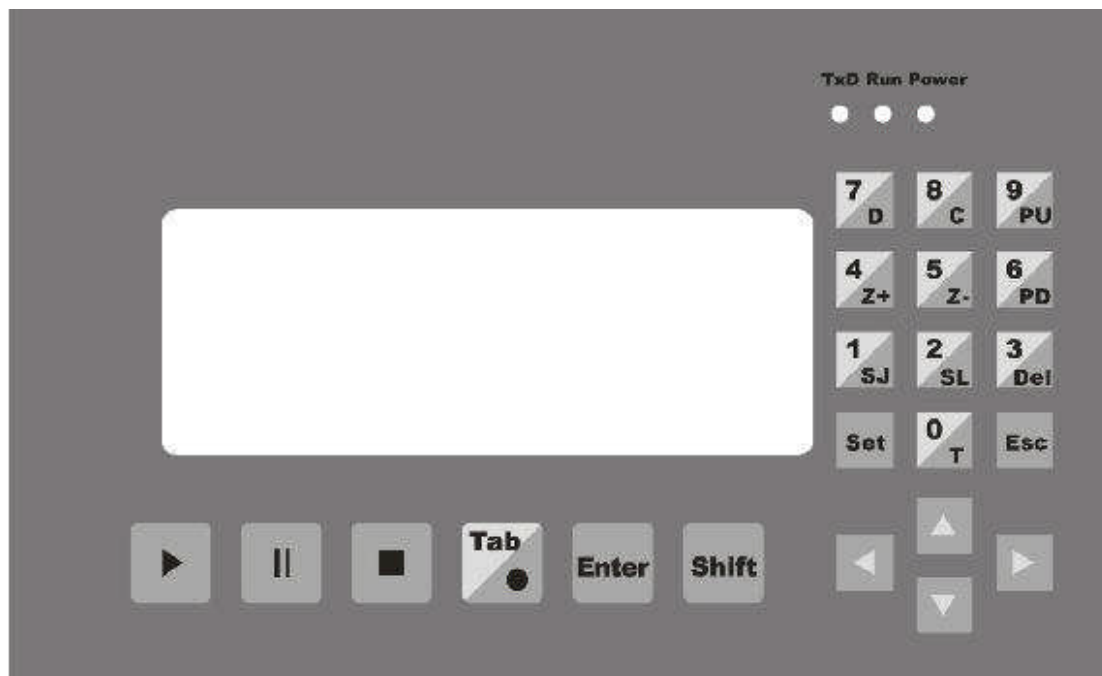 TxD Run Power
7 D 8 C 9 PU
4 Z+ 5 Z- 6 PD
1 SJ 2 SL 3 Del
Set 0 T Esc
Tab Enter Shift